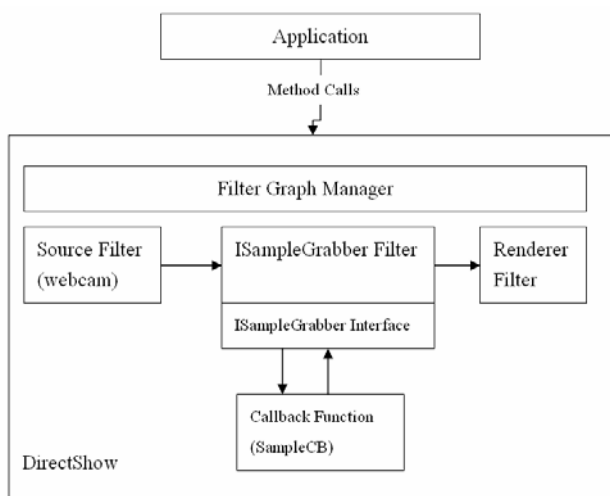 Application
Method Calls
Filter Graph Manager
Source Filter
(webcam)
ISampleGrabber Filter
Renderer
Filter
ISampleGrabber Interface
Callback Function
(SampleCB)
DirectShow